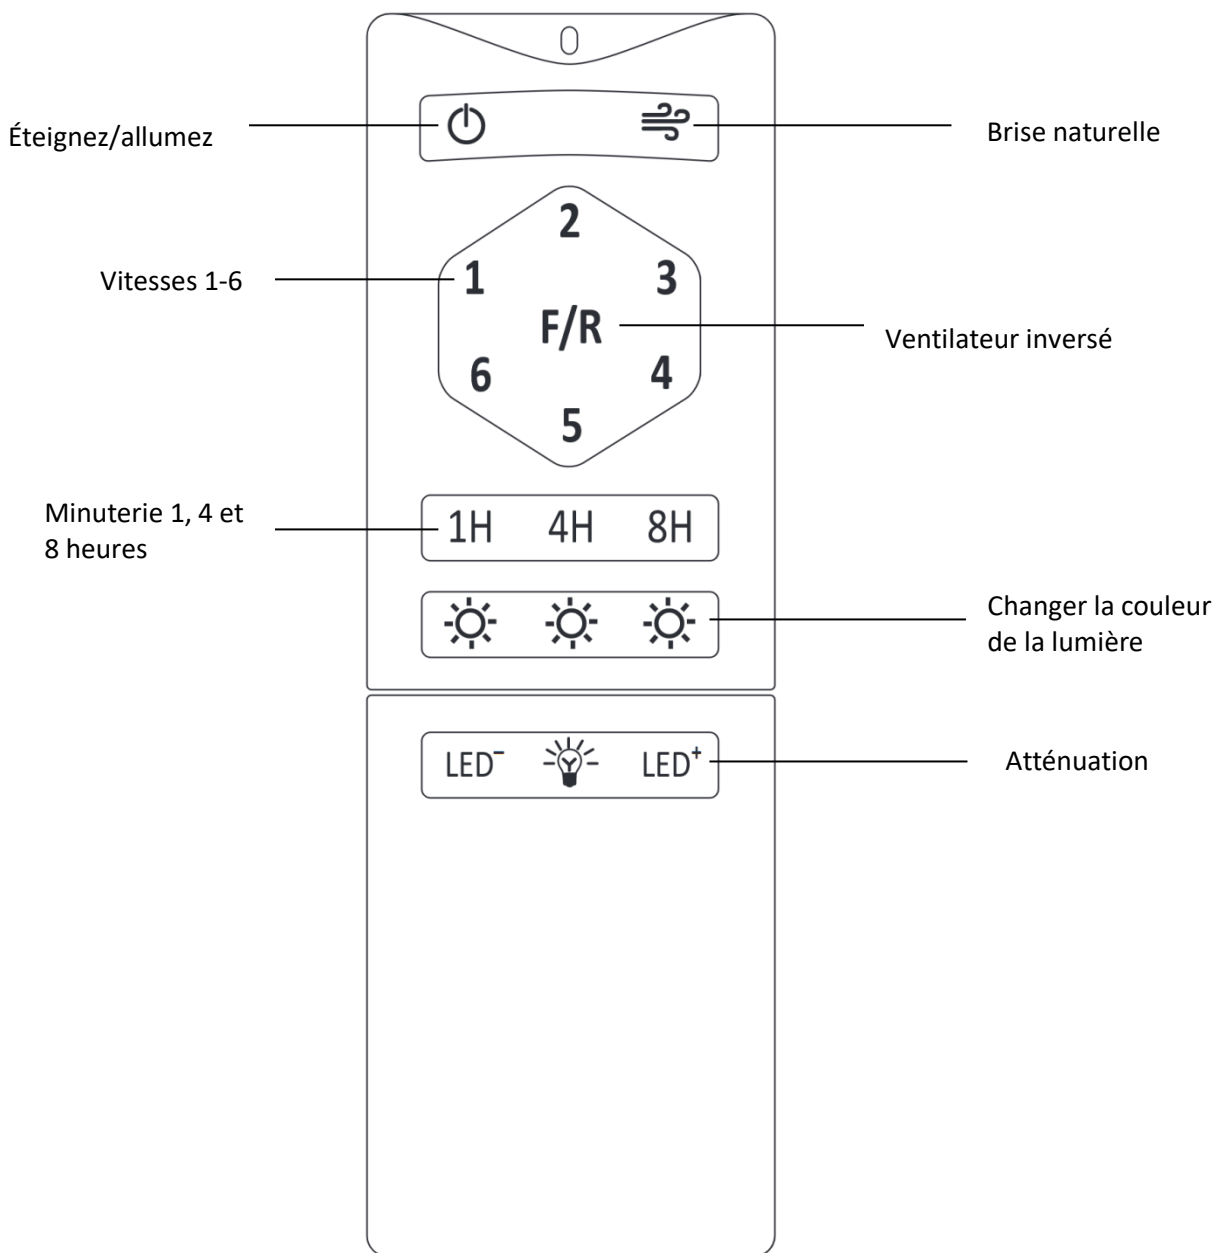 Éteignez/allumez
Brise naturelle
2
Vitesses 1-6
1
3
F/R
Ventilateur inversé
6
4
5
Minuterie 1, 4 et
8 heures
1H 4H 8H
Changer la couleur
de la lumière
LED⁻ LED⁺
Atténuation